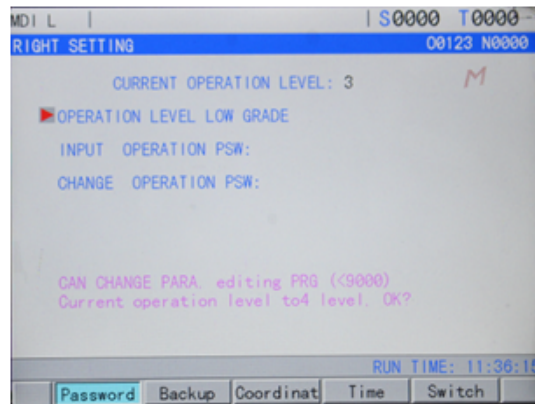 MDI L S0000 T0000
RIGHT SETTING O0123 N0000
CURRENT OPERATION LEVEL: 3
M
OPERATION LEVEL LOW GRADE
INPUT OPERATION PSW:
CHANGE OPERATION PSW:
CAN CHANGE PARA. editing PRG (<9000)
Current operation level to4 level. OK?
RUN TIME: 11:36:15
Password Backup Coordinat Time Switch